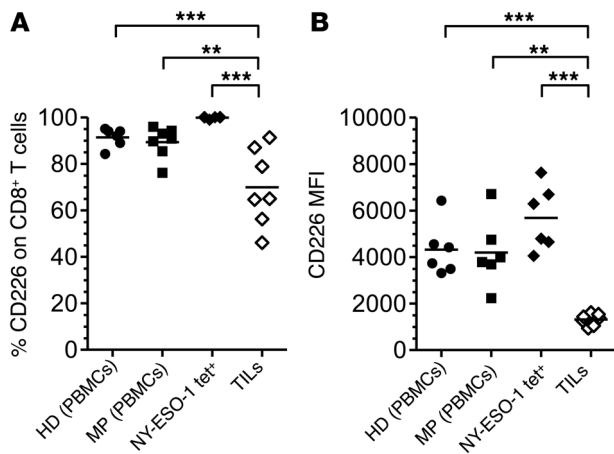 A
***
**
***
% CD226 on CD8⁺ T cells
100
80
60
40
20
0
HD (PBMCs)
MP (PBMCs)
NY-ESO-1 tet⁺
TILs
B
***
**
***
CD226 MFI
10000
8000
6000
4000
2000
0
HD (PBMCs)
MP (PBMCs)
NY-ESO-1 tet⁺
TILs